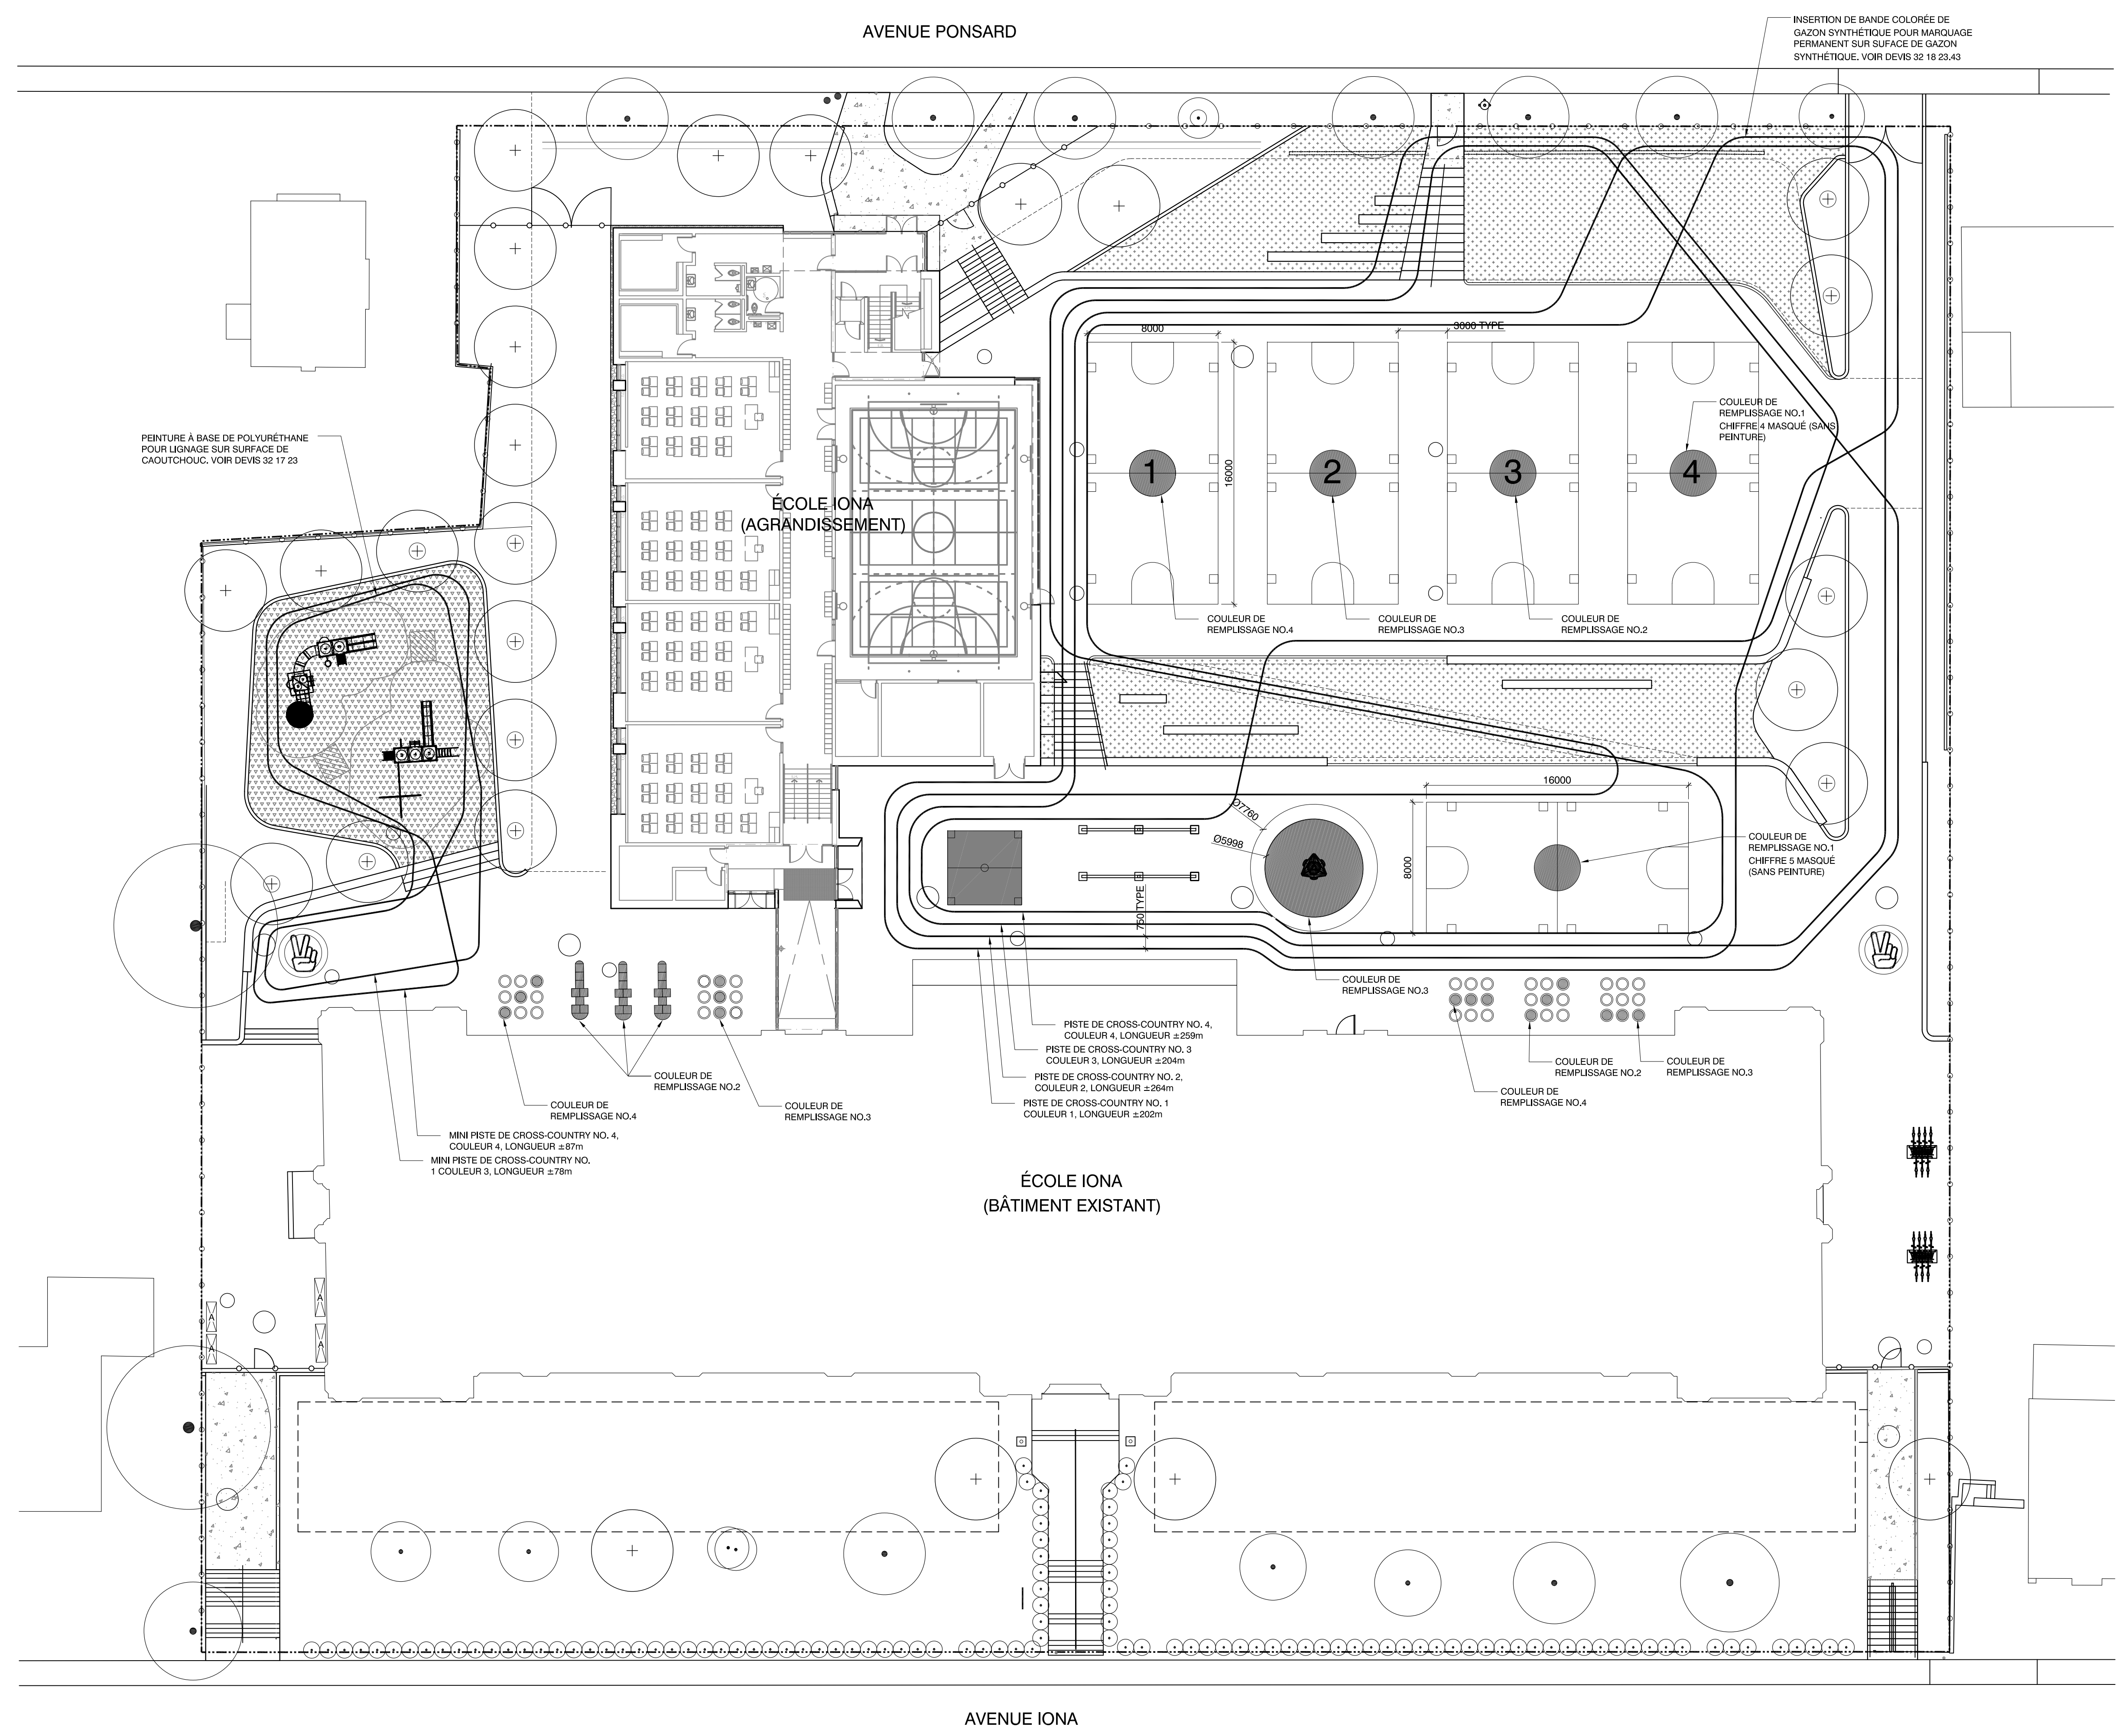 AVENUE PONSARD
INSERTION DE BANDE COLORÉE DE
GAZON SYNTHÉTIQUE POUR MARQUAGE
PERMANENT SUR SUFACE DE GAZON
SYNTHÉTIQUE. VOIR DEVIS 32 18 23.43
8000
3000 TYPE
COULEUR DE
REMPLISSAGE NO.1
CHIFFRE 4 MASQUÉ (SANS
PEINTURE)
PEINTURE À BASE DE POLYURÉTHANE
POUR LIGNAGE SUR SURFACE DE
CAOUTCHOUC. VOIR DEVIS 32 17 23
1
2
3
4
16000
ÉCOLE IONA
(AGRANDISSEMENT)
COULEUR DE
REMPLISSAGE NO.4
COULEUR DE
REMPLISSAGE NO.3
COULEUR DE
REMPLISSAGE NO.2
16000
Ø7760
Ø5998
8000
COULEUR DE
REMPLISSAGE NO.1
CHIFFRE 5 MASQUÉ
(SANS PEINTURE)
750 TYPE
COULEUR DE
REMPLISSAGE NO.3
PISTE DE CROSS-COUNTRY NO. 4,
COULEUR 4, LONGUEUR ±259m
PISTE DE CROSS-COUNTRY NO. 3
COULEUR 3, LONGUEUR ±204m
PISTE DE CROSS-COUNTRY NO. 2,
COULEUR 2, LONGUEUR ±264m
PISTE DE CROSS-COUNTRY NO. 1
COULEUR 1, LONGUEUR ±202m
COULEUR DE
REMPLISSAGE NO.2
COULEUR DE
REMPLISSAGE NO.3
COULEUR DE
REMPLISSAGE NO.4
COULEUR DE
REMPLISSAGE NO.2
COULEUR DE
REMPLISSAGE NO.4
COULEUR DE
REMPLISSAGE NO.3
MINI PISTE DE CROSS-COUNTRY NO. 4,
COULEUR 4, LONGUEUR ±87m
MINI PISTE DE CROSS-COUNTRY NO.
1 COULEUR 3, LONGUEUR ±78m
ÉCOLE IONA
(BÂTIMENT EXISTANT)
A
A
A
A
AVENUE IONA